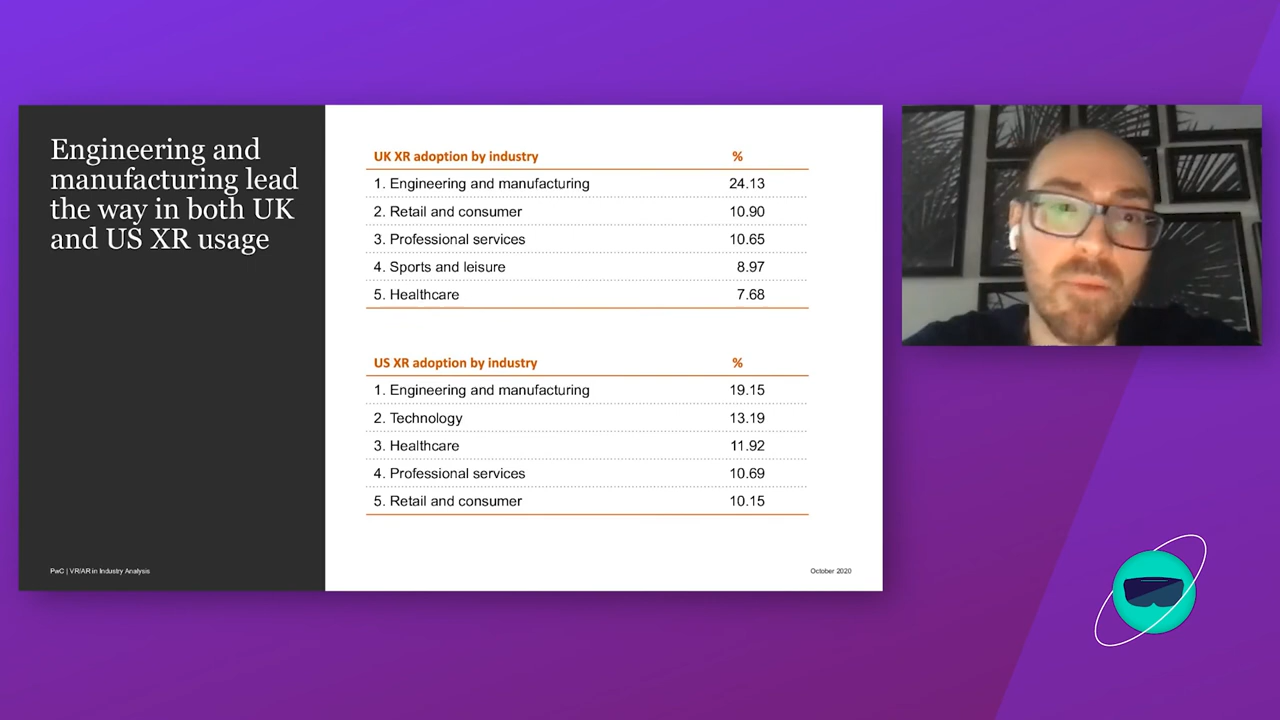 Engineering and
manufacturing lead
the way in both UK
and US XR usage
UK XR adoption by industry %
1. Engineering and manufacturing 24.13
2. Retail and consumer 10.90
3. Professional services 10.65
4. Sports and leisure 8.97
5. Healthcare 7.68
US XR adoption by industry %
1. Engineering and manufacturing 19.15
2. Technology 13.19
3. Healthcare 11.92
4. Professional services 10.69
5. Retail and consumer 10.15
PwC | VR/AR in Industry Analysis
October 2020